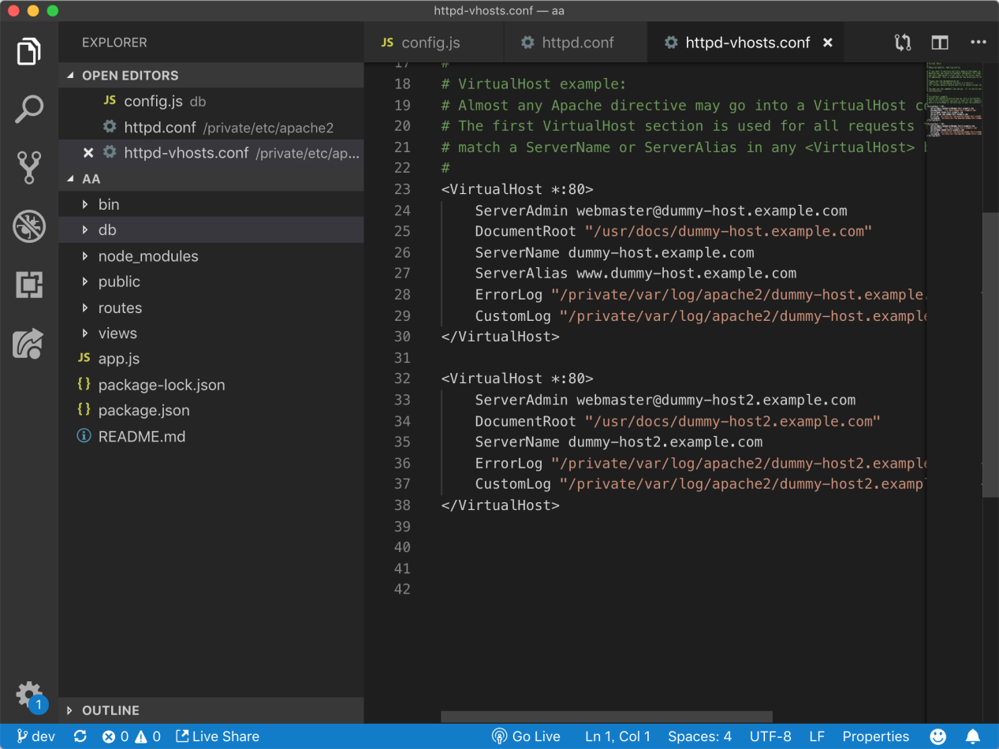 httpd-vhosts.conf — aa
EXPLORER
OPEN EDITORS
JS config.js db
httpd.conf /private/etc/apache2
httpd-vhosts.conf /private/etc/ap...
AA
bin
db
node_modules
public
routes
views
JS app.js
{} package-lock.json
{} package.json
README.md
OUTLINE
1
JS config.js
httpd.conf
httpd-vhosts.conf
17 #
18 # VirtualHost example:
19 # Almost any Apache directive may go into a VirtualHost co
20 # The first VirtualHost section is used for all requests
21 # match a ServerName or ServerAlias in any <VirtualHost> b
22 #
23 <VirtualHost *:80>
24 ServerAdmin webmaster@dummy-host.example.com
25 DocumentRoot "/usr/docs/dummy-host.example.com"
26 ServerName dummy-host.example.com
27 ServerAlias www.dummy-host.example.com
28 ErrorLog "/private/var/log/apache2/dummy-host.example.
29 CustomLog "/private/var/log/apache2/dummy-host.example
30 </VirtualHost>
31
32 <VirtualHost *:80>
33 ServerAdmin webmaster@dummy-host2.example.com
34 DocumentRoot "/usr/docs/dummy-host2.example.com"
35 ServerName dummy-host2.example.com
36 ErrorLog "/private/var/log/apache2/dummy-host2.example
37 CustomLog "/private/var/log/apache2/dummy-host2.examp
38 </VirtualHost>
39
40
41
42
dev 0 0 Live Share Go Live Ln 1, Col 1 Spaces: 4 UTF-8 LF Properties